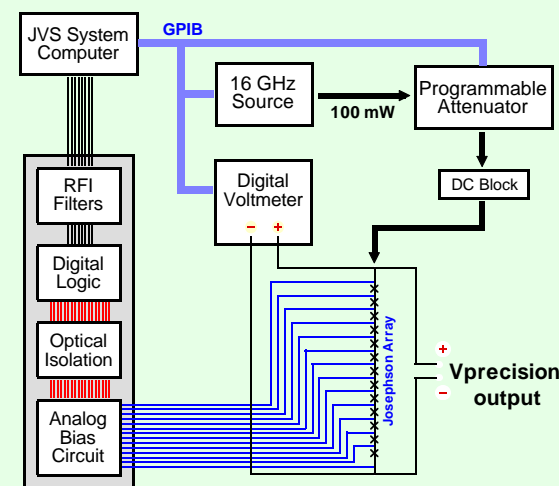 JVS System
Computer
GPIB
16 GHz
Source
100 mW
Programmable
Attenuator
DC Block
RFI
Filters
Digital
Voltmeter
− +
Digital
Logic
Optical
Isolation
Analog
Bias
Circuit
Josephson Array
+
Vprecision
−
output